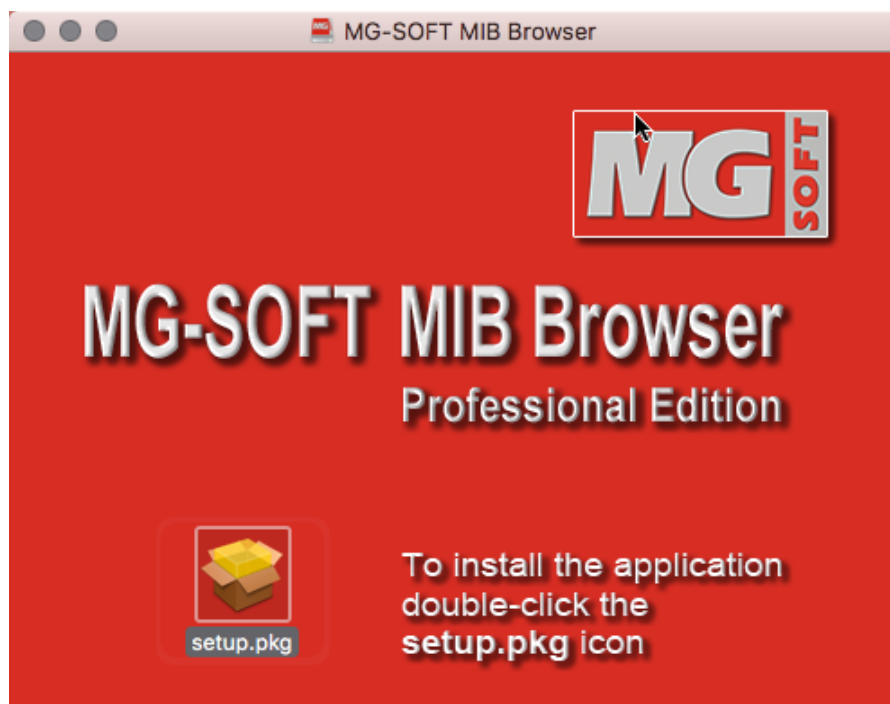 MG-SOFT MIB Browser
MG SOFT
MG-SOFT MIB Browser
Professional Edition
To install the application
double-click the
setup.pkg icon
setup.pkg